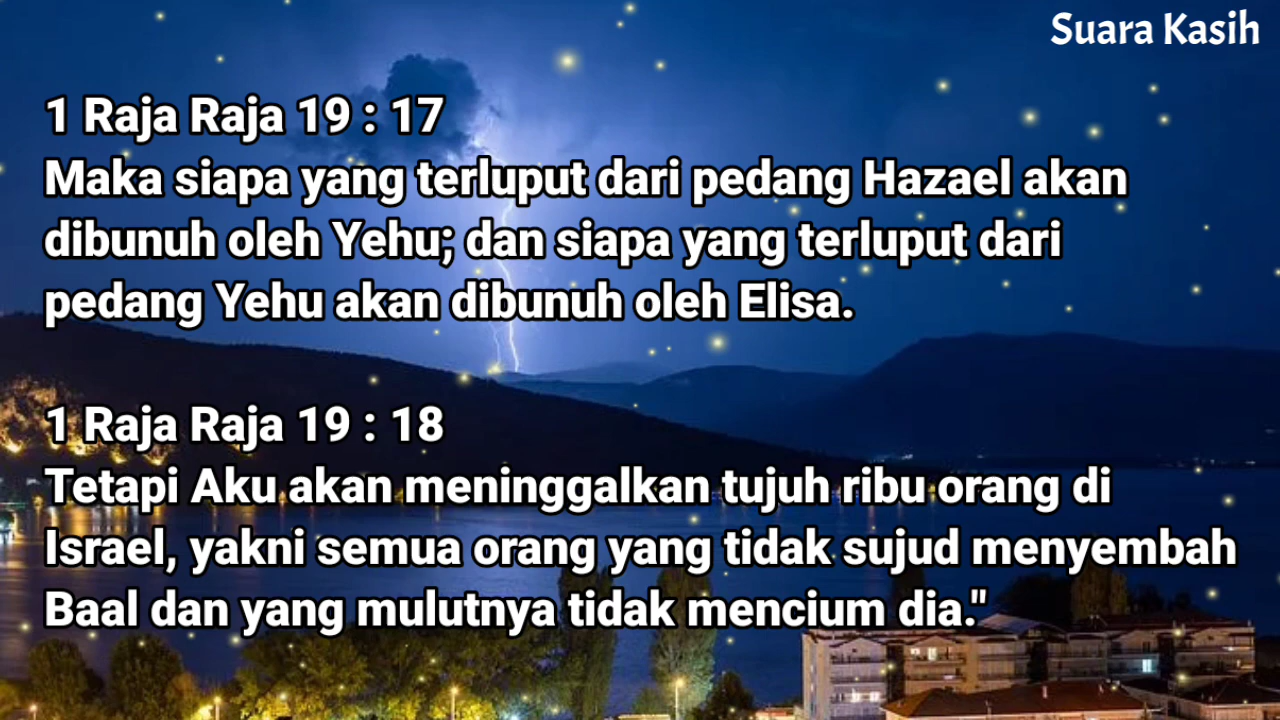 Suara Kasih
1 Raja Raja 19 : 17
Maka siapa yang terluput dari pedang Hazael akan
dibunuh oleh Yehu; dan siapa yang terluput dari
pedang Yehu akan dibunuh oleh Elisa.
1 Raja Raja 19 : 18
Tetapi Aku akan meninggalkan tujuh ribu orang di
Israel, yakni semua orang yang tidak sujud menyembah
Baal dan yang mulutnya tidak mencium dia."